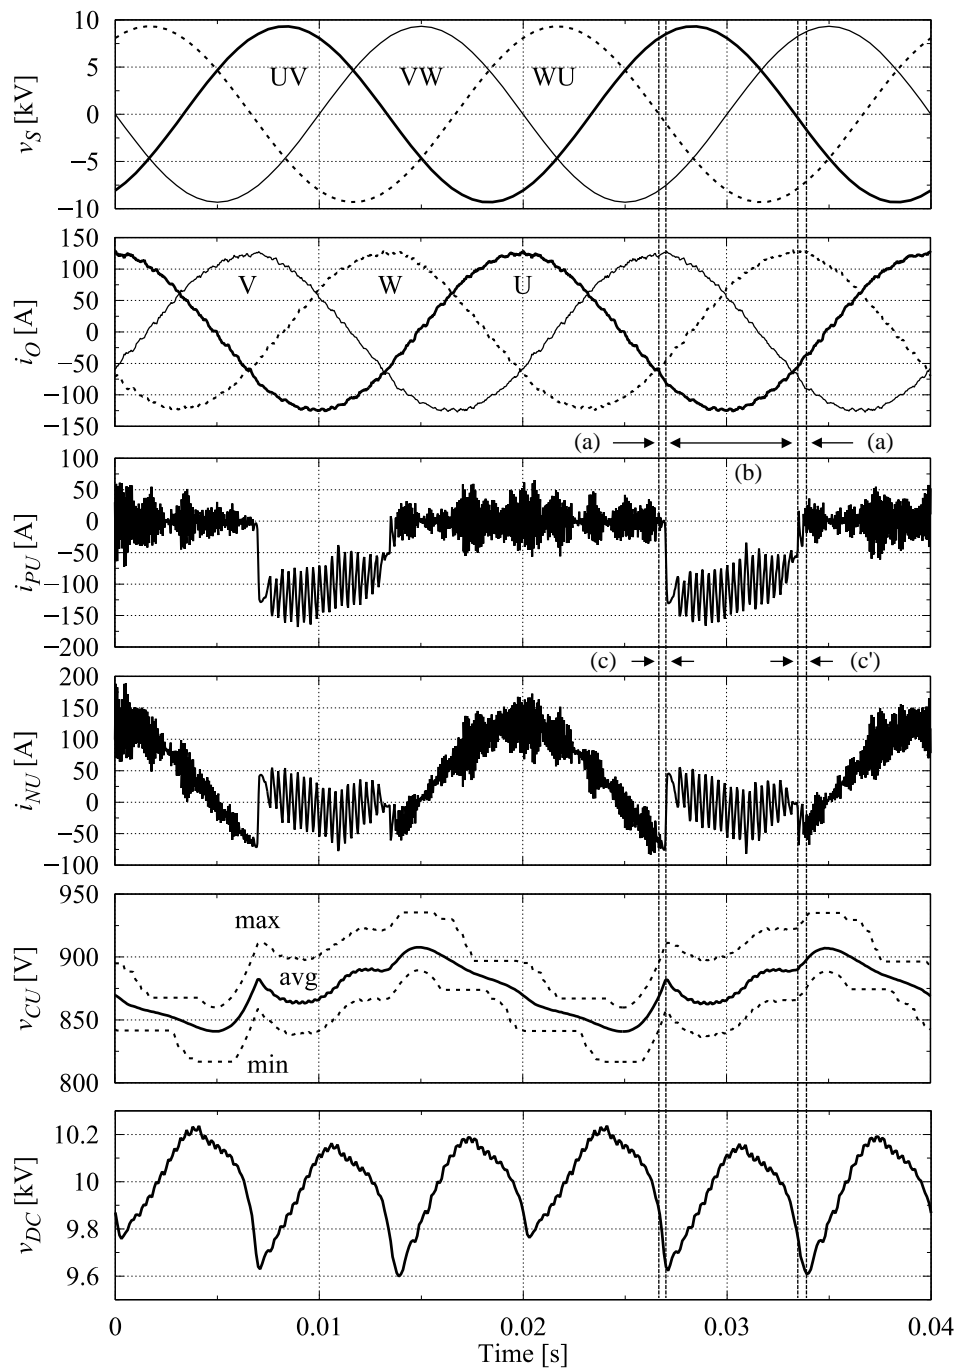 10
5
0
−5
−10
v_S [kV]
UV
VW
WU
150
100
50
0
−50
−100
−150
i_O [A]
V
W
U
(a)
(a)
(b)
100
50
0
−50
−100
−150
−200
i_PU [A]
(c)
(c')
200
150
100
50
0
−50
−100
i_NU [A]
950
900
850
800
v_CU [V]
max
avg
min
10.2
10
9.8
9.6
v_DC [kV]
0
0.01
0.02
0.03
0.04
Time [s]